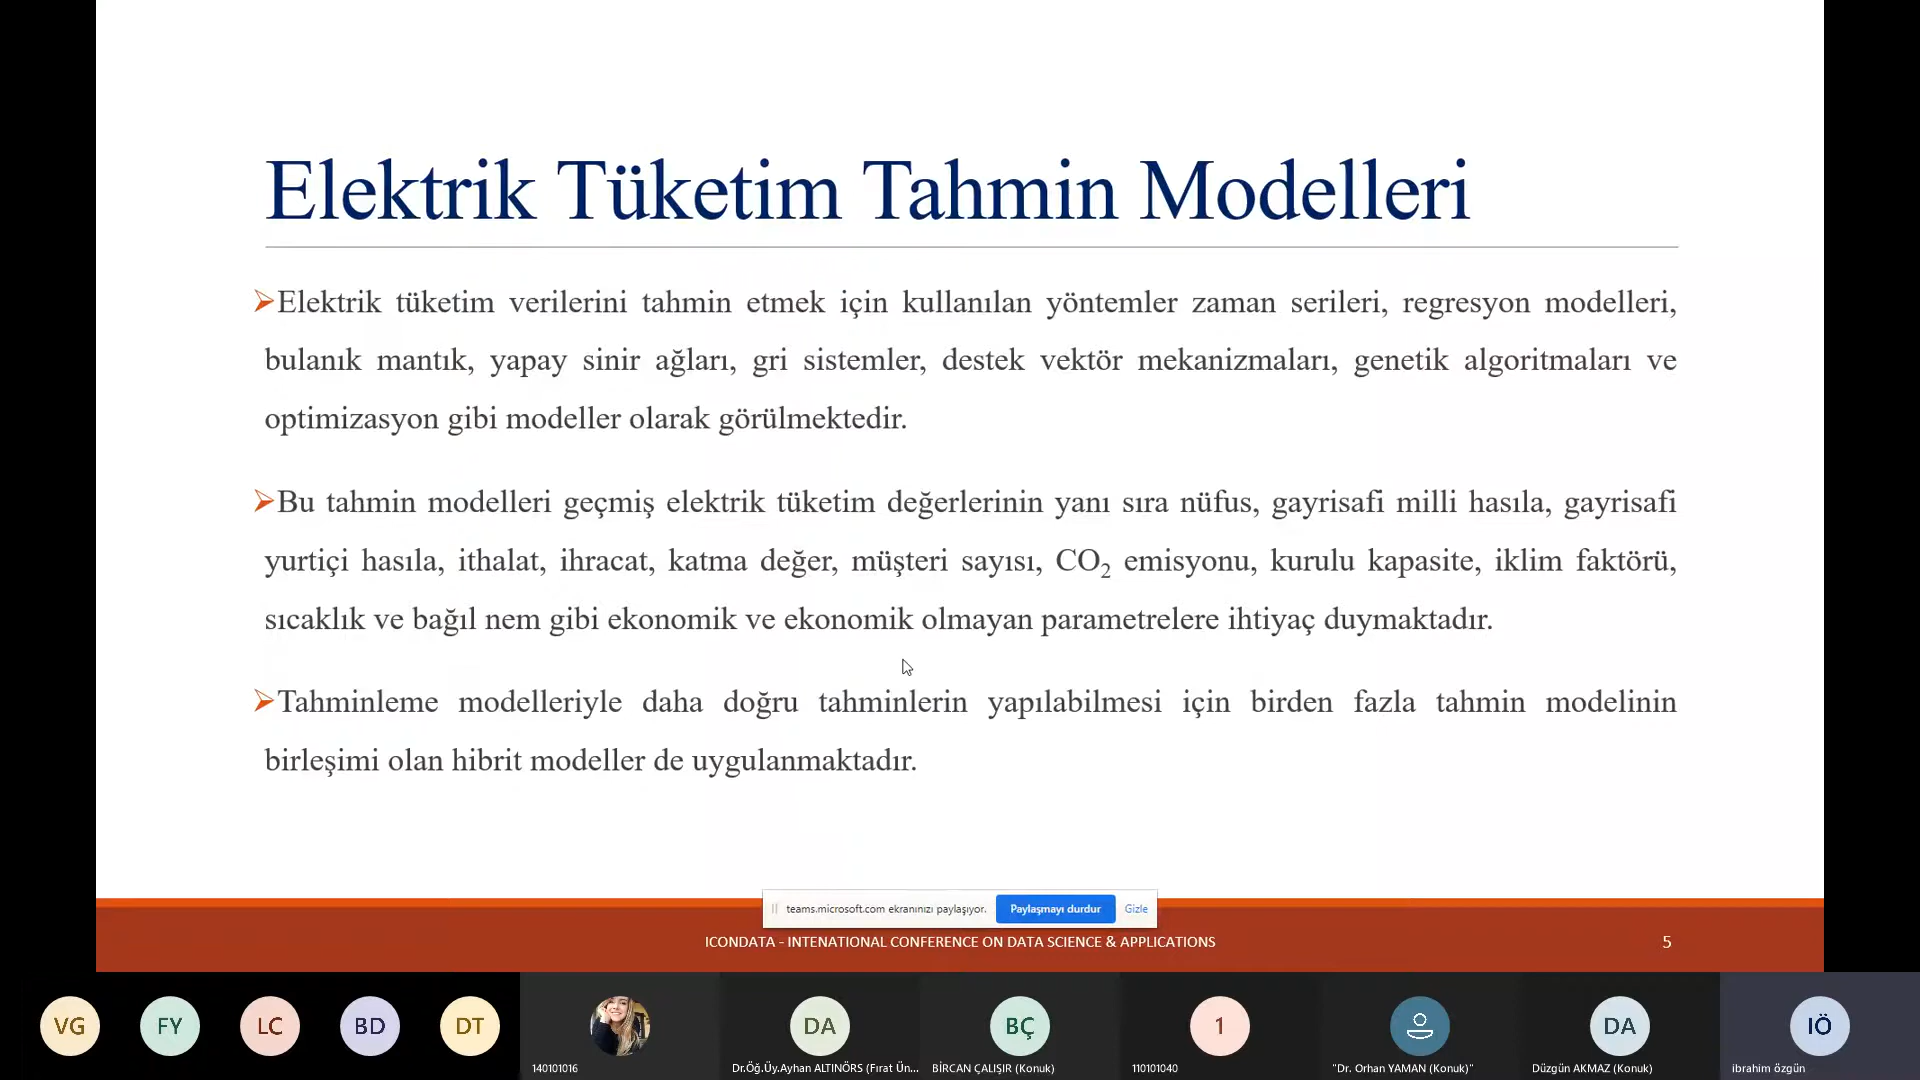 Elektrik Tüketim Tahmin Modelleri
➢Elektrik tüketim verilerini tahmin etmek için kullanılan yöntemler zaman serileri, regresyon modelleri,
bulanık mantık, yapay sinir ağları, gri sistemler, destek vektör mekanizmaları, genetik algoritmaları ve
optimizasyon gibi modeller olarak görülmektedir.
➢Bu tahmin modelleri geçmiş elektrik tüketim değerlerinin yanı sıra nüfus, gayrisafi milli hasıla, gayrisafi
yurtiçi hasıla, ithalat, ihracat, katma değer, müşteri sayısı, CO₂ emisyonu, kurulu kapasite, iklim faktörü,
sıcaklık ve bağıl nem gibi ekonomik ve ekonomik olmayan parametrelere ihtiyaç duymaktadır.
➢Tahminleme modelleriyle daha doğru tahminlerin yapılabilmesi için birden fazla tahmin modelinin
birleşimi olan hibrit modeller de uygulanmaktadır.
teams.microsoft.com ekranınızı paylaşıyor. Paylaşmayı durdur Gizle
ICONDATA - INTENATIONAL CONFERENCE ON DATA SCIENCE & APPLICATIONS 5
VG FY LC BD DT DA BÇ 1 DA IÖ
140101016 Dr.Öğ.Üy.Ayhan ALTINÖRS (Fırat Ün... BİRCAN ÇALIŞIR (Konuk) 110101040 "Dr. Orhan YAMAN (Konuk)" Düzgün AKMAZ (Konuk) ibrahim özgün